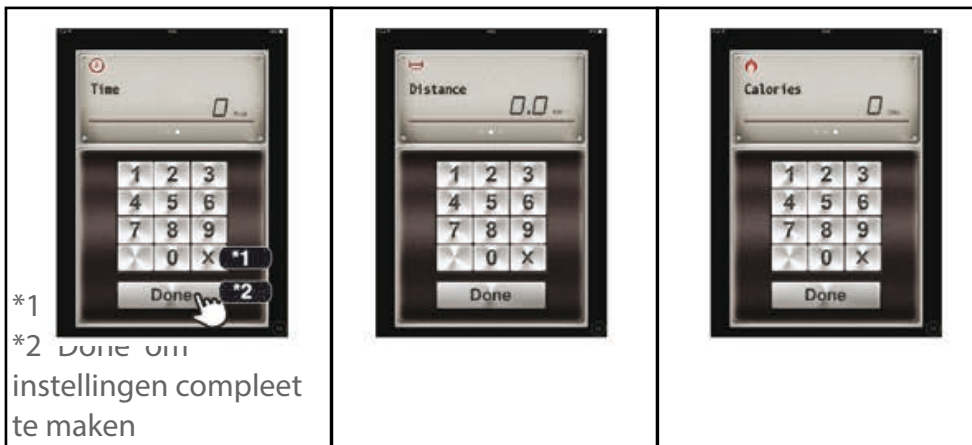 Time
0
1 2 3
4 5 6
7 8 9
0 X *1
Done *2
*1
*2 Done om
instellingen compleet
te maken
Distance
0.0
1 2 3
4 5 6
7 8 9
0 X
Done
Calories
0
1 2 3
4 5 6
7 8 9
0 X
Done